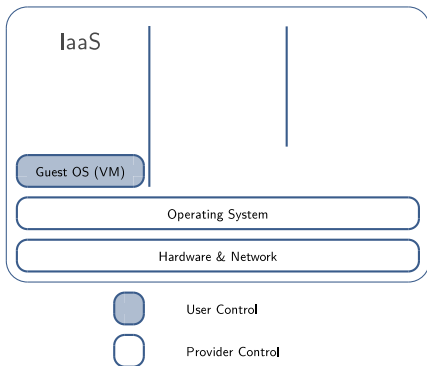 IaaS
Guest OS (VM)
Operating System
Hardware & Network
User Control
Provider Control